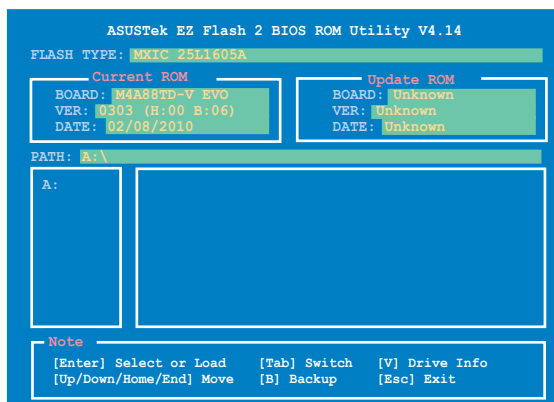 ASUSTek EZ Flash 2 BIOS ROM Utility V4.14
FLASH TYPE: MXIC 25L1605A
Current ROM
BOARD: M4A88TD-V EVO
VER: 0303 (H:00 B:06)
DATE: 02/08/2010
Update ROM
BOARD: Unknown
VER: Unknown
DATE: Unknown
PATH: A:\
A:
Note
[Enter] Select or Load [Tab] Switch [V] Drive Info
[Up/Down/Home/End] Move [B] Backup [Esc] Exit